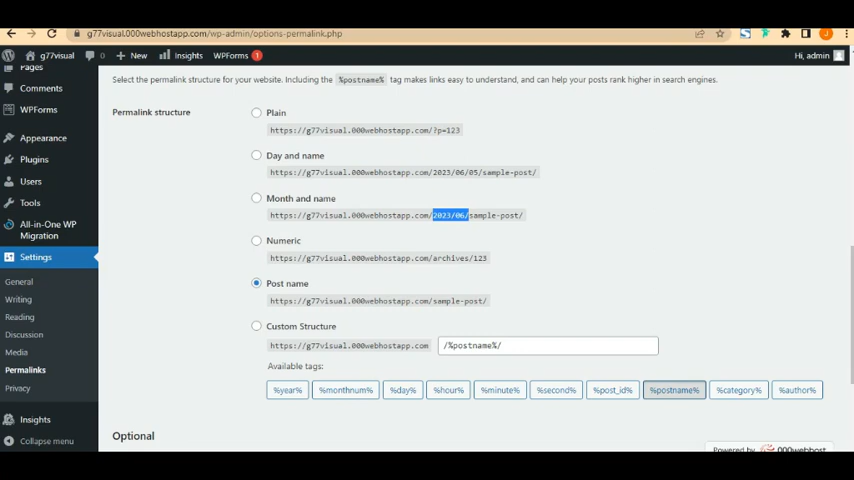 g77visual.000webhostapp.com/wp-admin/options-permalink.php
g77visual 0 New Insights WPForms 1 Hi, admin
Pages
Comments
WPForms
Appearance
Plugins
Users
Tools
All-in-One WP
Migration
Settings
General
Writing
Reading
Discussion
Media
Permalinks
Privacy
Insights
Collapse menu
Select the permalink structure for your website. Including the %postname% tag makes links easy to understand, and can help your posts rank higher in search engines.
Permalink structure
Plain
https://g77visual.000webhostapp.com/?p=123
Day and name
https://g77visual.000webhostapp.com/2023/06/05/sample-post/
Month and name
https://g77visual.000webhostapp.com/2023/06/sample-post/
Numeric
https://g77visual.000webhostapp.com/archives/123
Post name
https://g77visual.000webhostapp.com/sample-post/
Custom Structure
https://g77visual.000webhostapp.com /%postname%/
Available tags:
%year% %monthnum% %day% %hour% %minute% %second% %post_id% %postname% %category% %author%
Optional
Powered by 000webhost